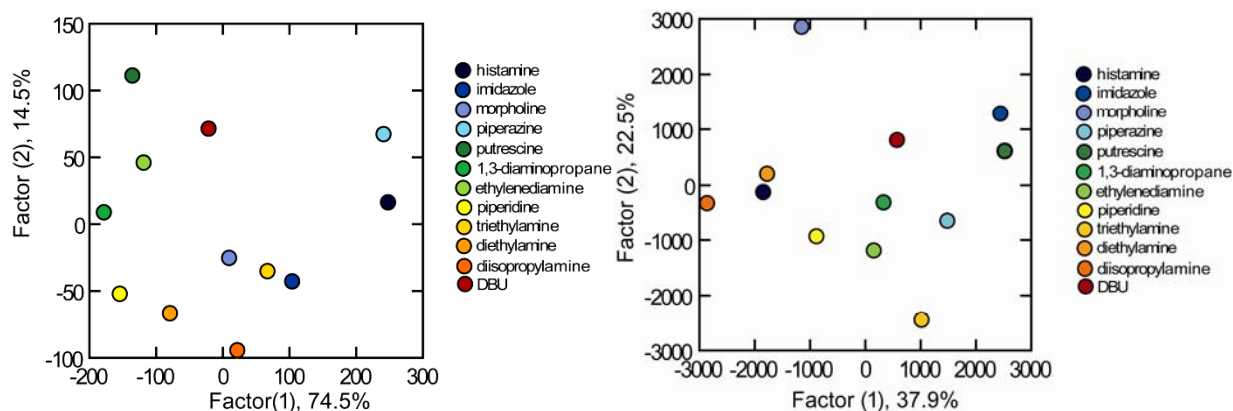 150
100
50
0
-50
-100
-200
-100
0
100
200
300
Factor (2), 14.5%
Factor(1), 74.5%
histamine
imidazole
morpholine
piperazine
putrescine
1,3-diaminopropane
ethylenediamine
piperidine
triethylamine
diethylamine
diisopropylamine
DBU
3000
2000
1000
0
-1000
-2000
-3000
-3000
-2000
-1000
0
1000
2000
3000
Factor (2), 22.5%
Factor (1), 37.9%
histamine
imidazole
morpholine
piperazine
putrescine
1,3-diaminopropane
ethylenediamine
piperidine
triethylamine
diethylamine
diisopropylamine
DBU